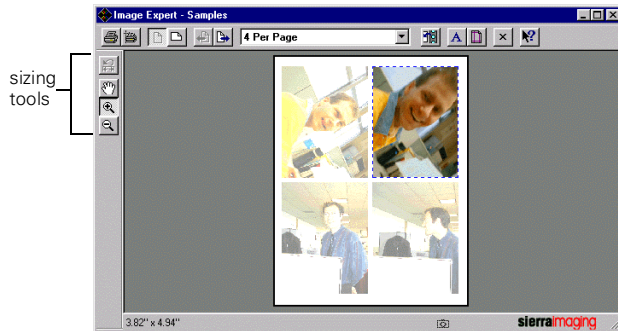 Image Expert - Samples
4 Per Page
A
?
sizing
tools
3.82" x 4.94"
sierraimaging